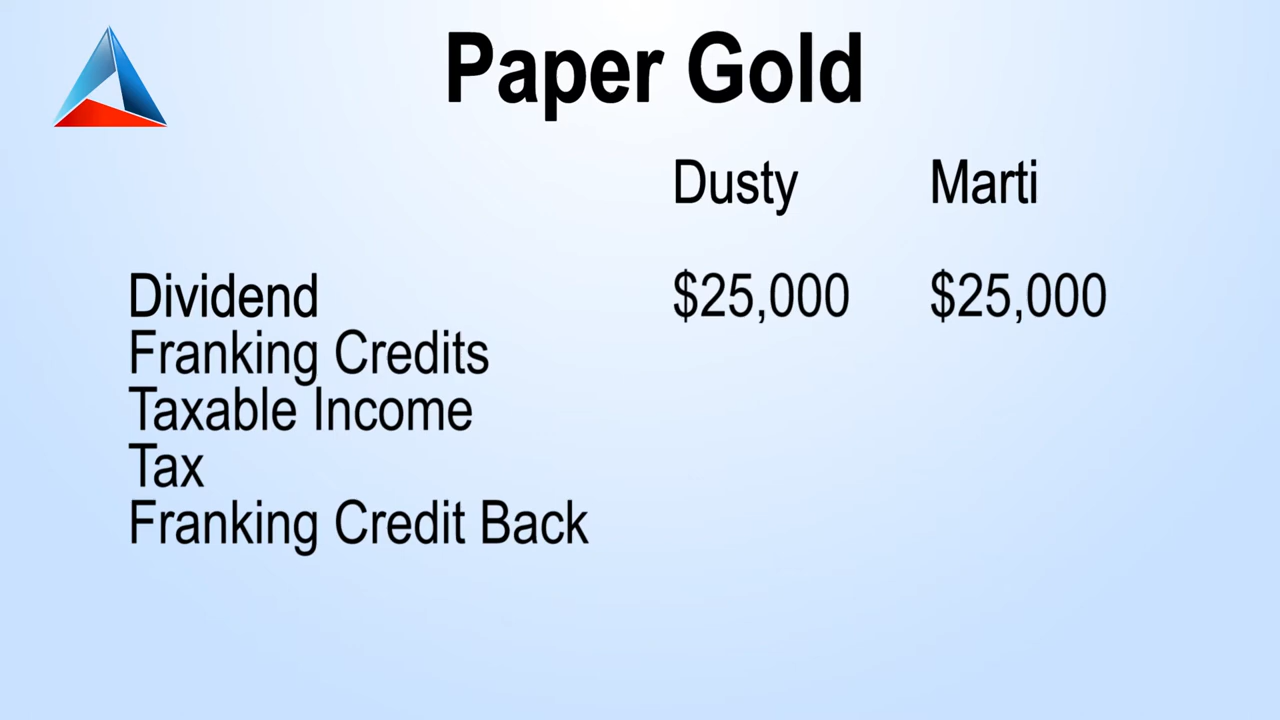 Paper Gold
Dusty Marti
Dividend $25,000 $25,000
Franking Credits
Taxable Income
Tax
Franking Credit Back